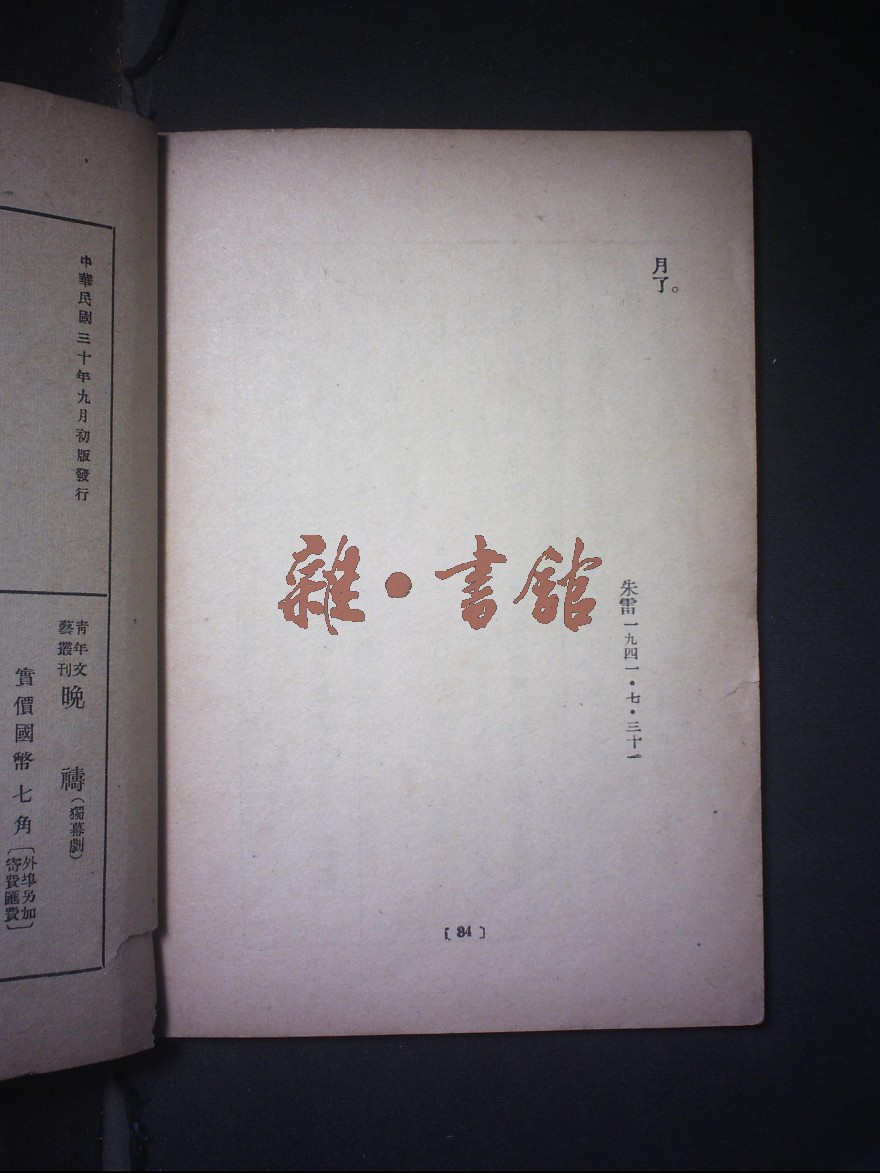 月了。
朱雷一九四一·七·三十一
〔84〕
雜·書館
中華民國三十年九月初版發行
青年文藝叢刊
晚禱(獨幕劇)
實價國幣七角
〔外埠另加寄費匯費〕